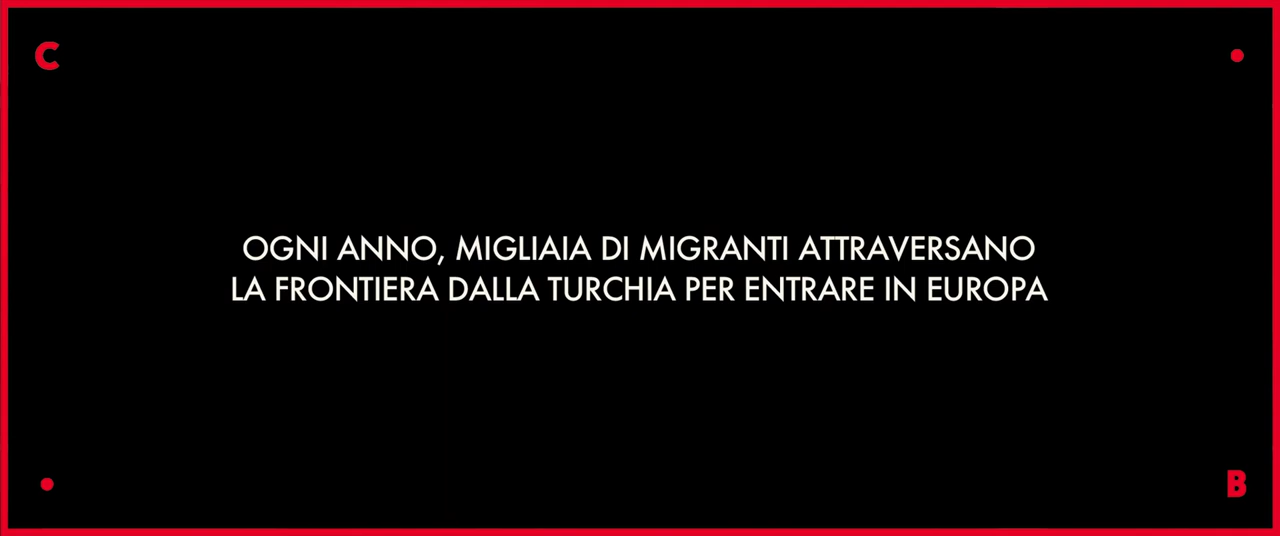 C
OGNI ANNO, MIGLIAIA DI MIGRANTI ATTRAVERSANO
LA FRONTIERA DALLA TURCHIA PER ENTRARE IN EUROPA
B